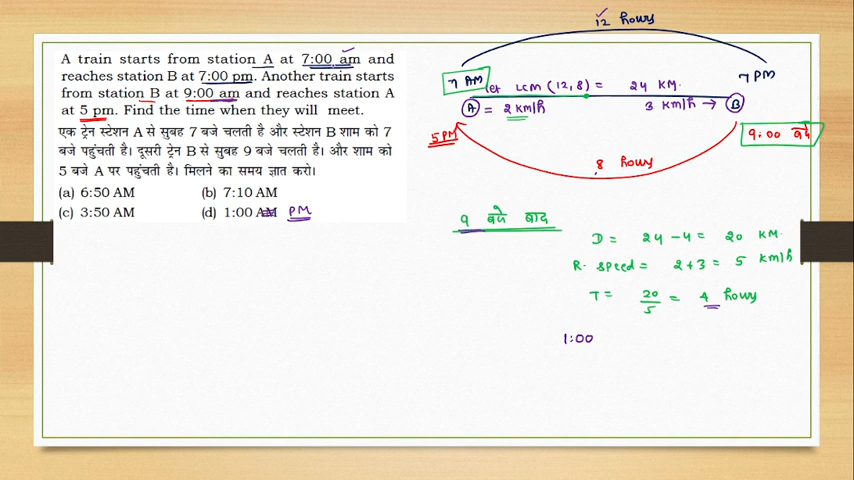 A train starts from station A at 7:00 am and
reaches station B at 7:00 pm. Another train starts
from station B at 9:00 am and reaches station A
at 5 pm. Find the time when they will meet.
एक ट्रेन स्टेशन A से सुबह 7 बजे चलती है और स्टेशन B शाम को 7
बजे पहुंचती है। दूसरी ट्रेन B से सुबह 9 बजे चलती है। और शाम को
5 बजे A पर पहुंचती है। मिलने का समय ज्ञात करो।
(a) 6:50 AM (b) 7:10 AM
(c) 3:50 AM (d) 1:00 AM PM
12 hours
7 AM
7 PM
let LCM (12,8) = 24 KM.
A = 2 km/h 3 km/h → B
5 PM
9:00 बजे
8 hours
9 बजे बाद
D = 24 - 4 = 20 KM.
R. speed = 2 + 3 = 5 km/h
T = 20/5 = 4 hours
1:00